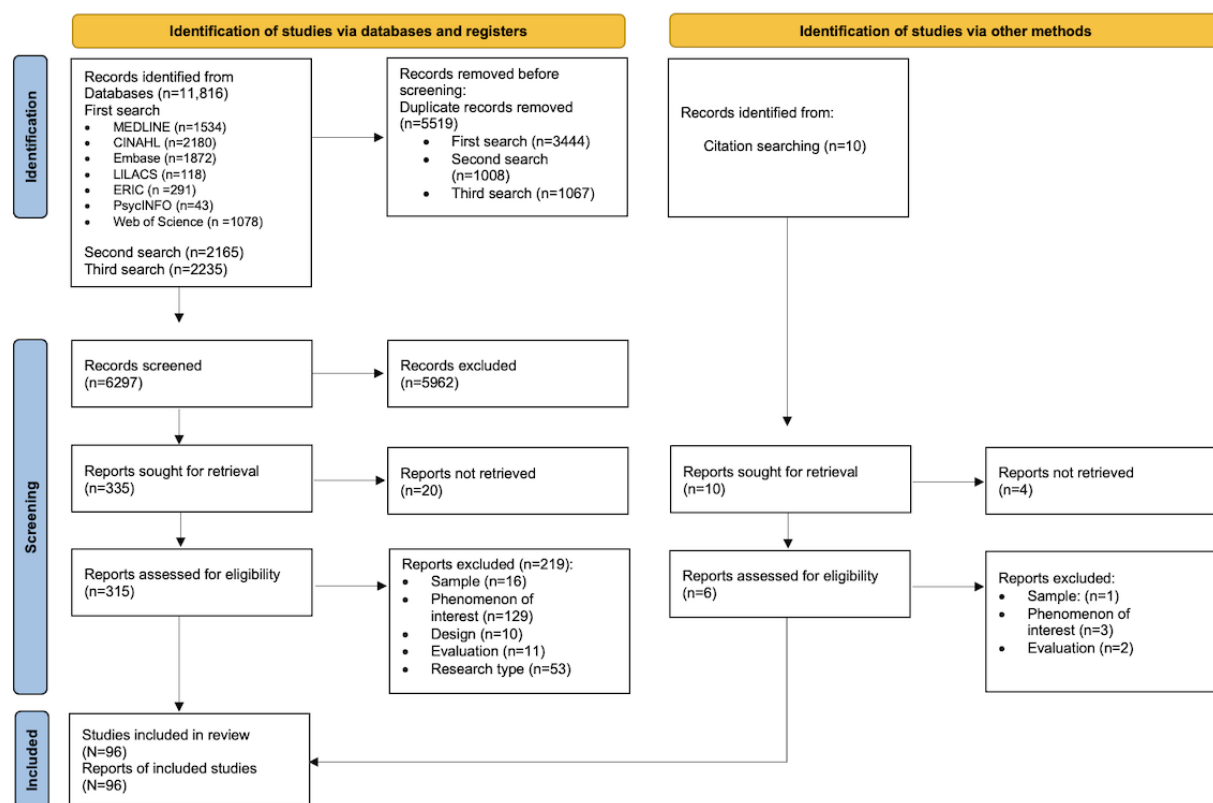 Identification of studies via databases and registers
Identification of studies via other methods
Identification
Records identified from
Databases (n=11,816)
First search
• MEDLINE (n=1534)
• CINAHL (n=2180)
• Embase (n=1872)
• LILACS (n=118)
• ERIC (n =291)
• PsycINFO (n=43)
• Web of Science (n =1078)
Second search (n=2165)
Third search (n=2235)
Records removed before
screening:
Duplicate records removed
(n=5519)
• First search (n=3444)
• Second search
(n=1008)
• Third search (n=1067)
Records identified from:
Citation searching (n=10)
Screening
Records screened
(n=6297)
Records excluded
(n=5962)
Reports sought for retrieval
(n=335)
Reports not retrieved
(n=20)
Reports sought for retrieval
(n=10)
Reports not retrieved
(n=4)
Reports assessed for eligibility
(n=315)
Reports excluded (n=219):
• Sample (n=16)
• Phenomenon of
interest (n=129)
• Design (n=10)
• Evaluation (n=11)
• Research type (n=53)
Reports assessed for eligibility
(n=6)
Reports excluded:
• Sample: (n=1)
• Phenomenon of
interest (n=3)
• Evaluation (n=2)
Included
Studies included in review
(N=96)
Reports of included studies
(N=96)